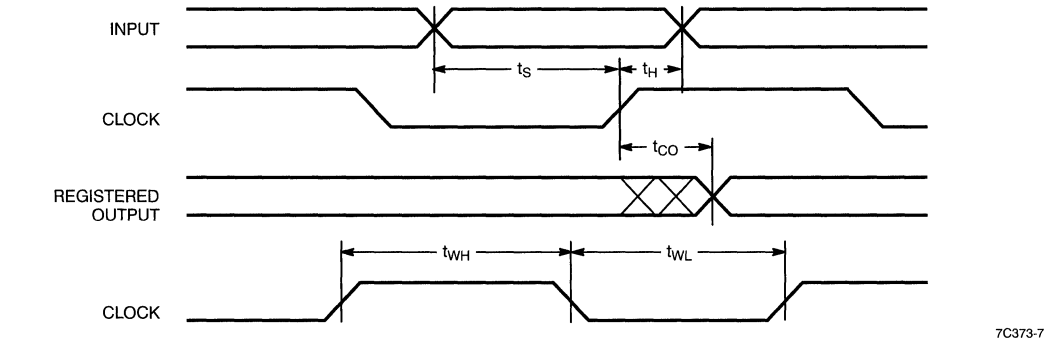 INPUT
tS
tH
CLOCK
tCO
REGISTERED
OUTPUT
tWH
tWL
CLOCK
7C373-7